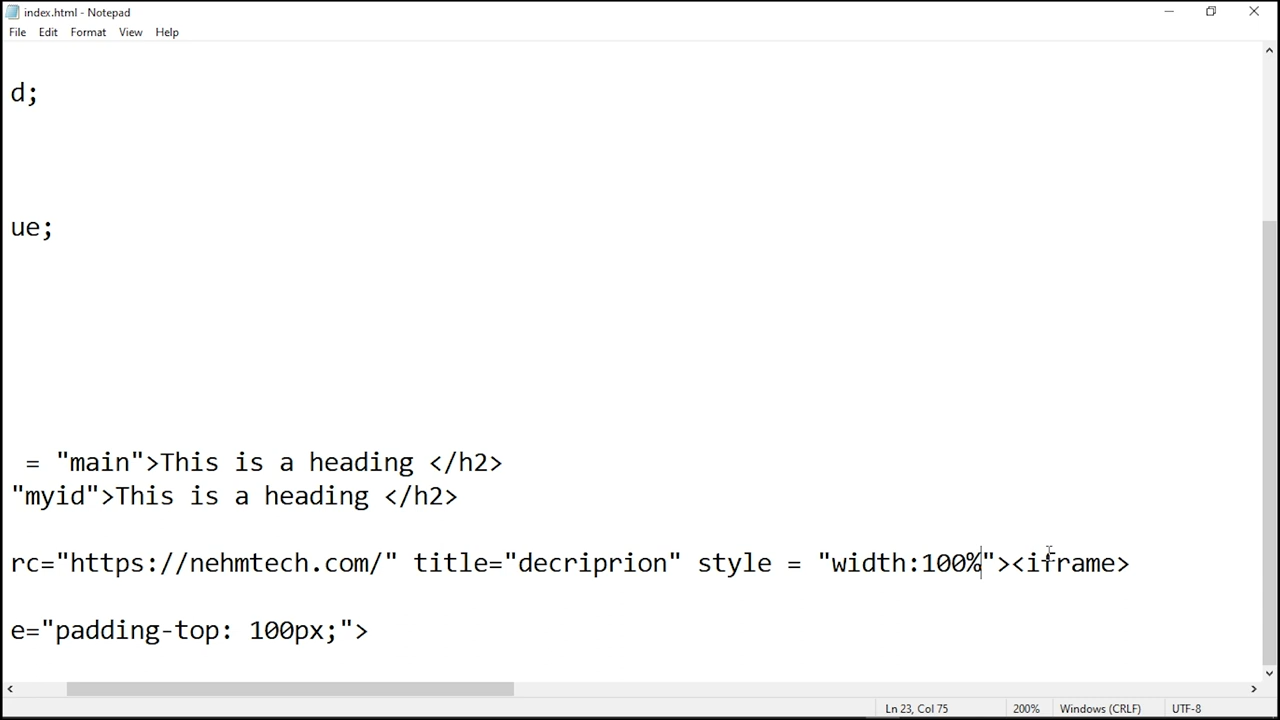 index.html - Notepad
File Edit Format View Help
d;
ue;
= "main">This is a heading </h2>
"myid">This is a heading </h2>
rc="https://nehmtech.com/" title="decriprion" style = "width:100%"><iframe>
e="padding-top: 100px;">
Ln 23, Col 75 200% Windows (CRLF) UTF-8